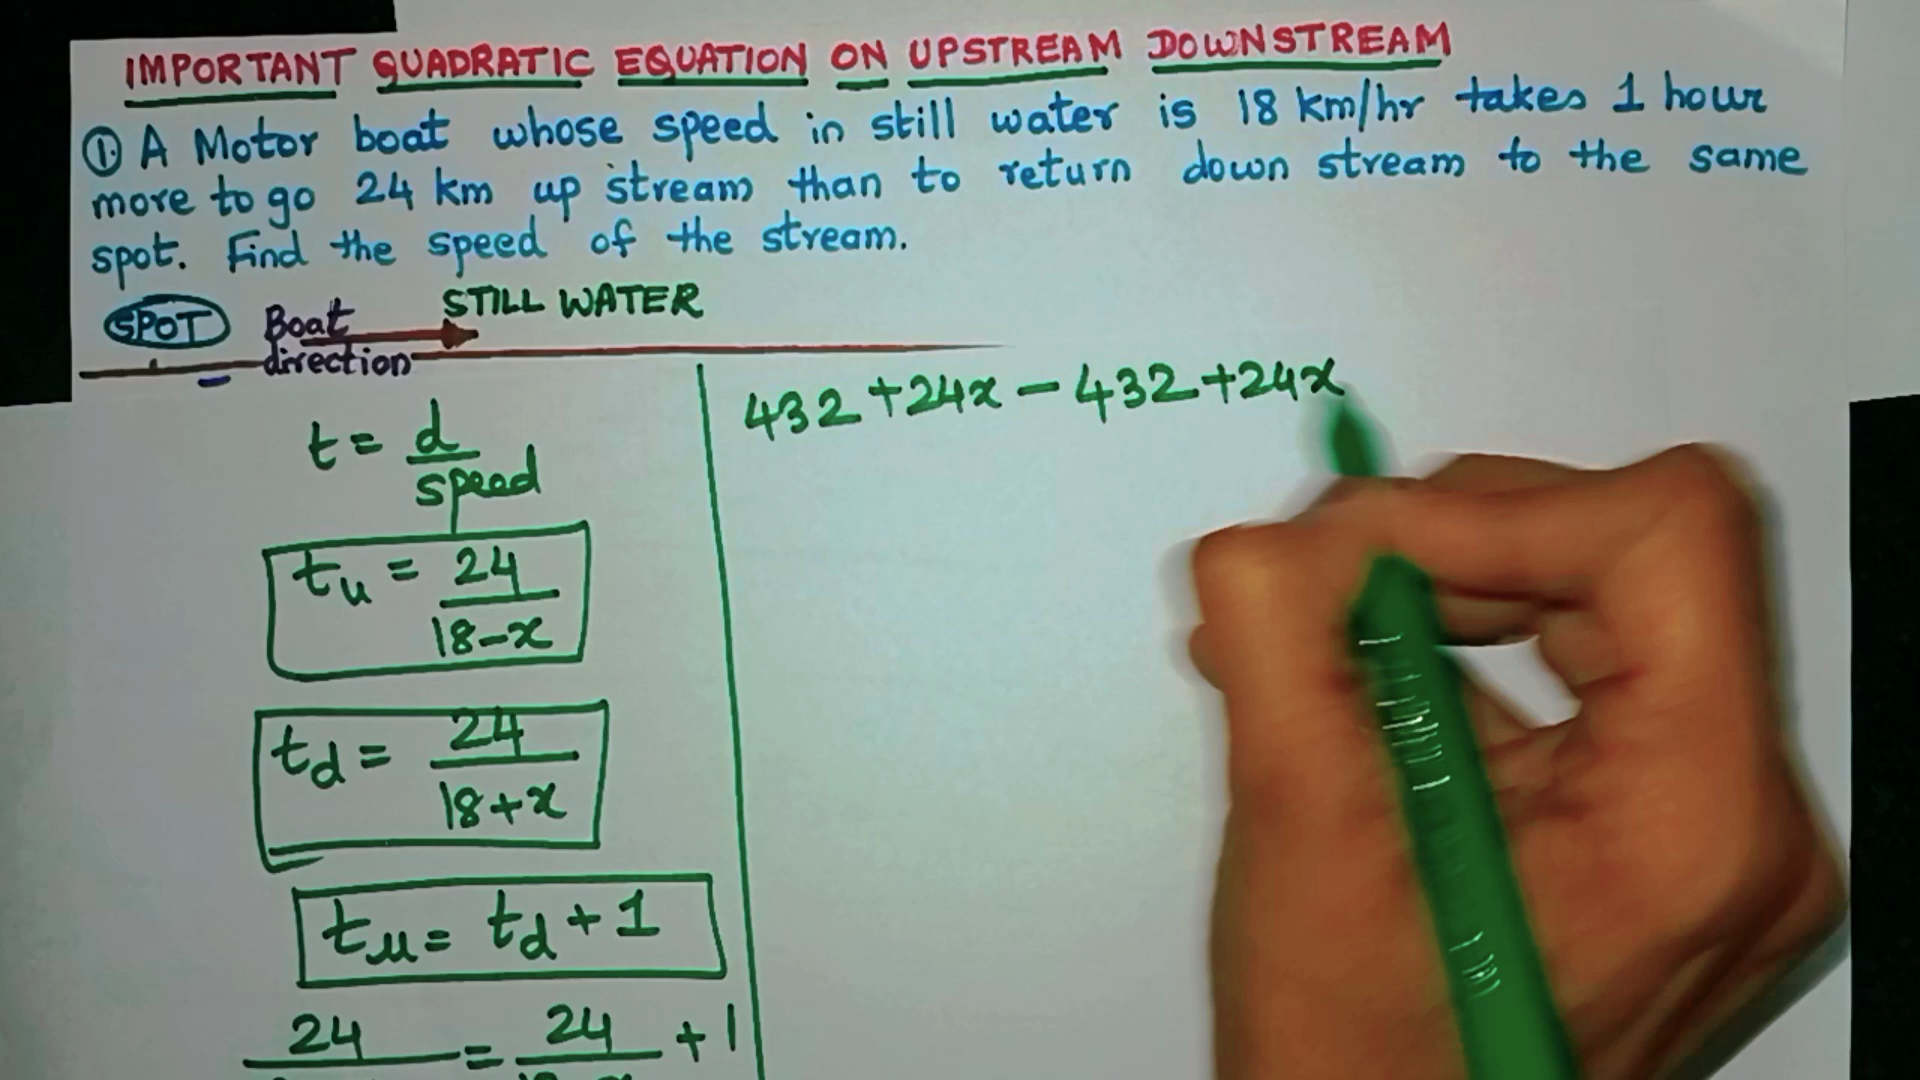 IMPORTANT QUADRATIC EQUATION ON UPSTREAM DOWNSTREAM
① A Motor boat whose speed in still water is 18 km/hr takes 1 hour
more to go 24 km up stream than to return down stream to the same
spot. Find the speed of the stream.
SPOT Boat direction STILL WATER
t = d/speed
tu = 24/18-x
td = 24/18+x
tu = td + 1
24 = 24 + 1
432 + 24x - 432 + 24x